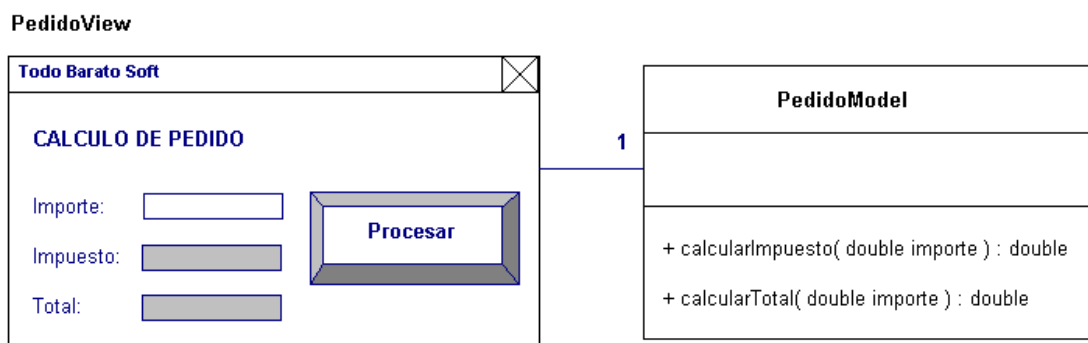 PedidoView
Todo Barato Soft
CALCULO DE PEDIDO
Importe:
Impuesto:
Total:
Procesar
1
PedidoModel
+ calcularImpuesto( double importe ) : double
+ calcularTotal( double importe ) : double